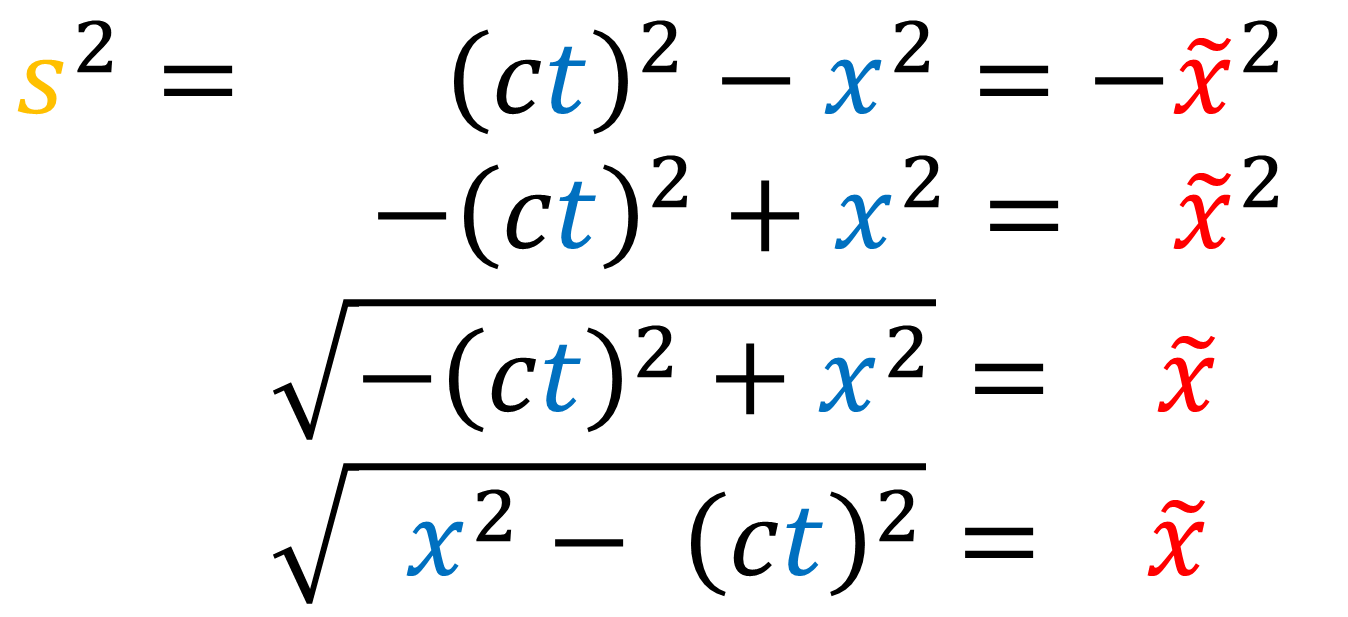 s² = (ct)² − x² = −x̃²
−(ct)² + x² = x̃²
√(−(ct)² + x²) = x̃
√(x² − (ct)²) = x̃